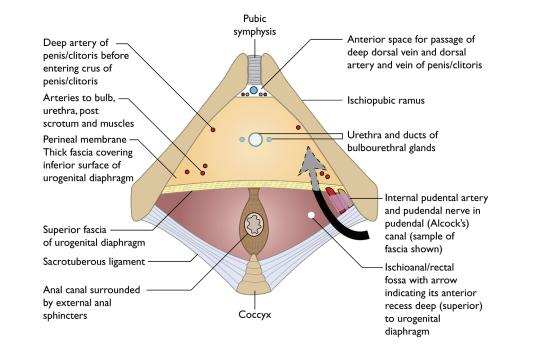 Pubic
symphysis
Deep artery of
penis/clitoris before
entering crus of
penis/clitoris
Arteries to bulb,
urethra, post
scrotum and muscles
Perineal membrane
Thick fascia covering
inferior surface of
urogenital diaphragm
Superior fascia
of urogenital diaphragm
Sacrotuberous ligament
Anal canal surrounded
by external anal
sphincters
Coccyx
Anterior space for passage of
deep dorsal vein and dorsal
artery and vein of penis/clitoris
Ischiopubic ramus
Urethra and ducts of
bulbourethral glands
Internal pudental artery
and pudendal nerve in
pudendal (Alcock's)
canal (sample of
fascia shown)
Ischioanal/rectal
fossa with arrow
indicating its anterior
recess deep (superior)
to urogenital
diaphragm